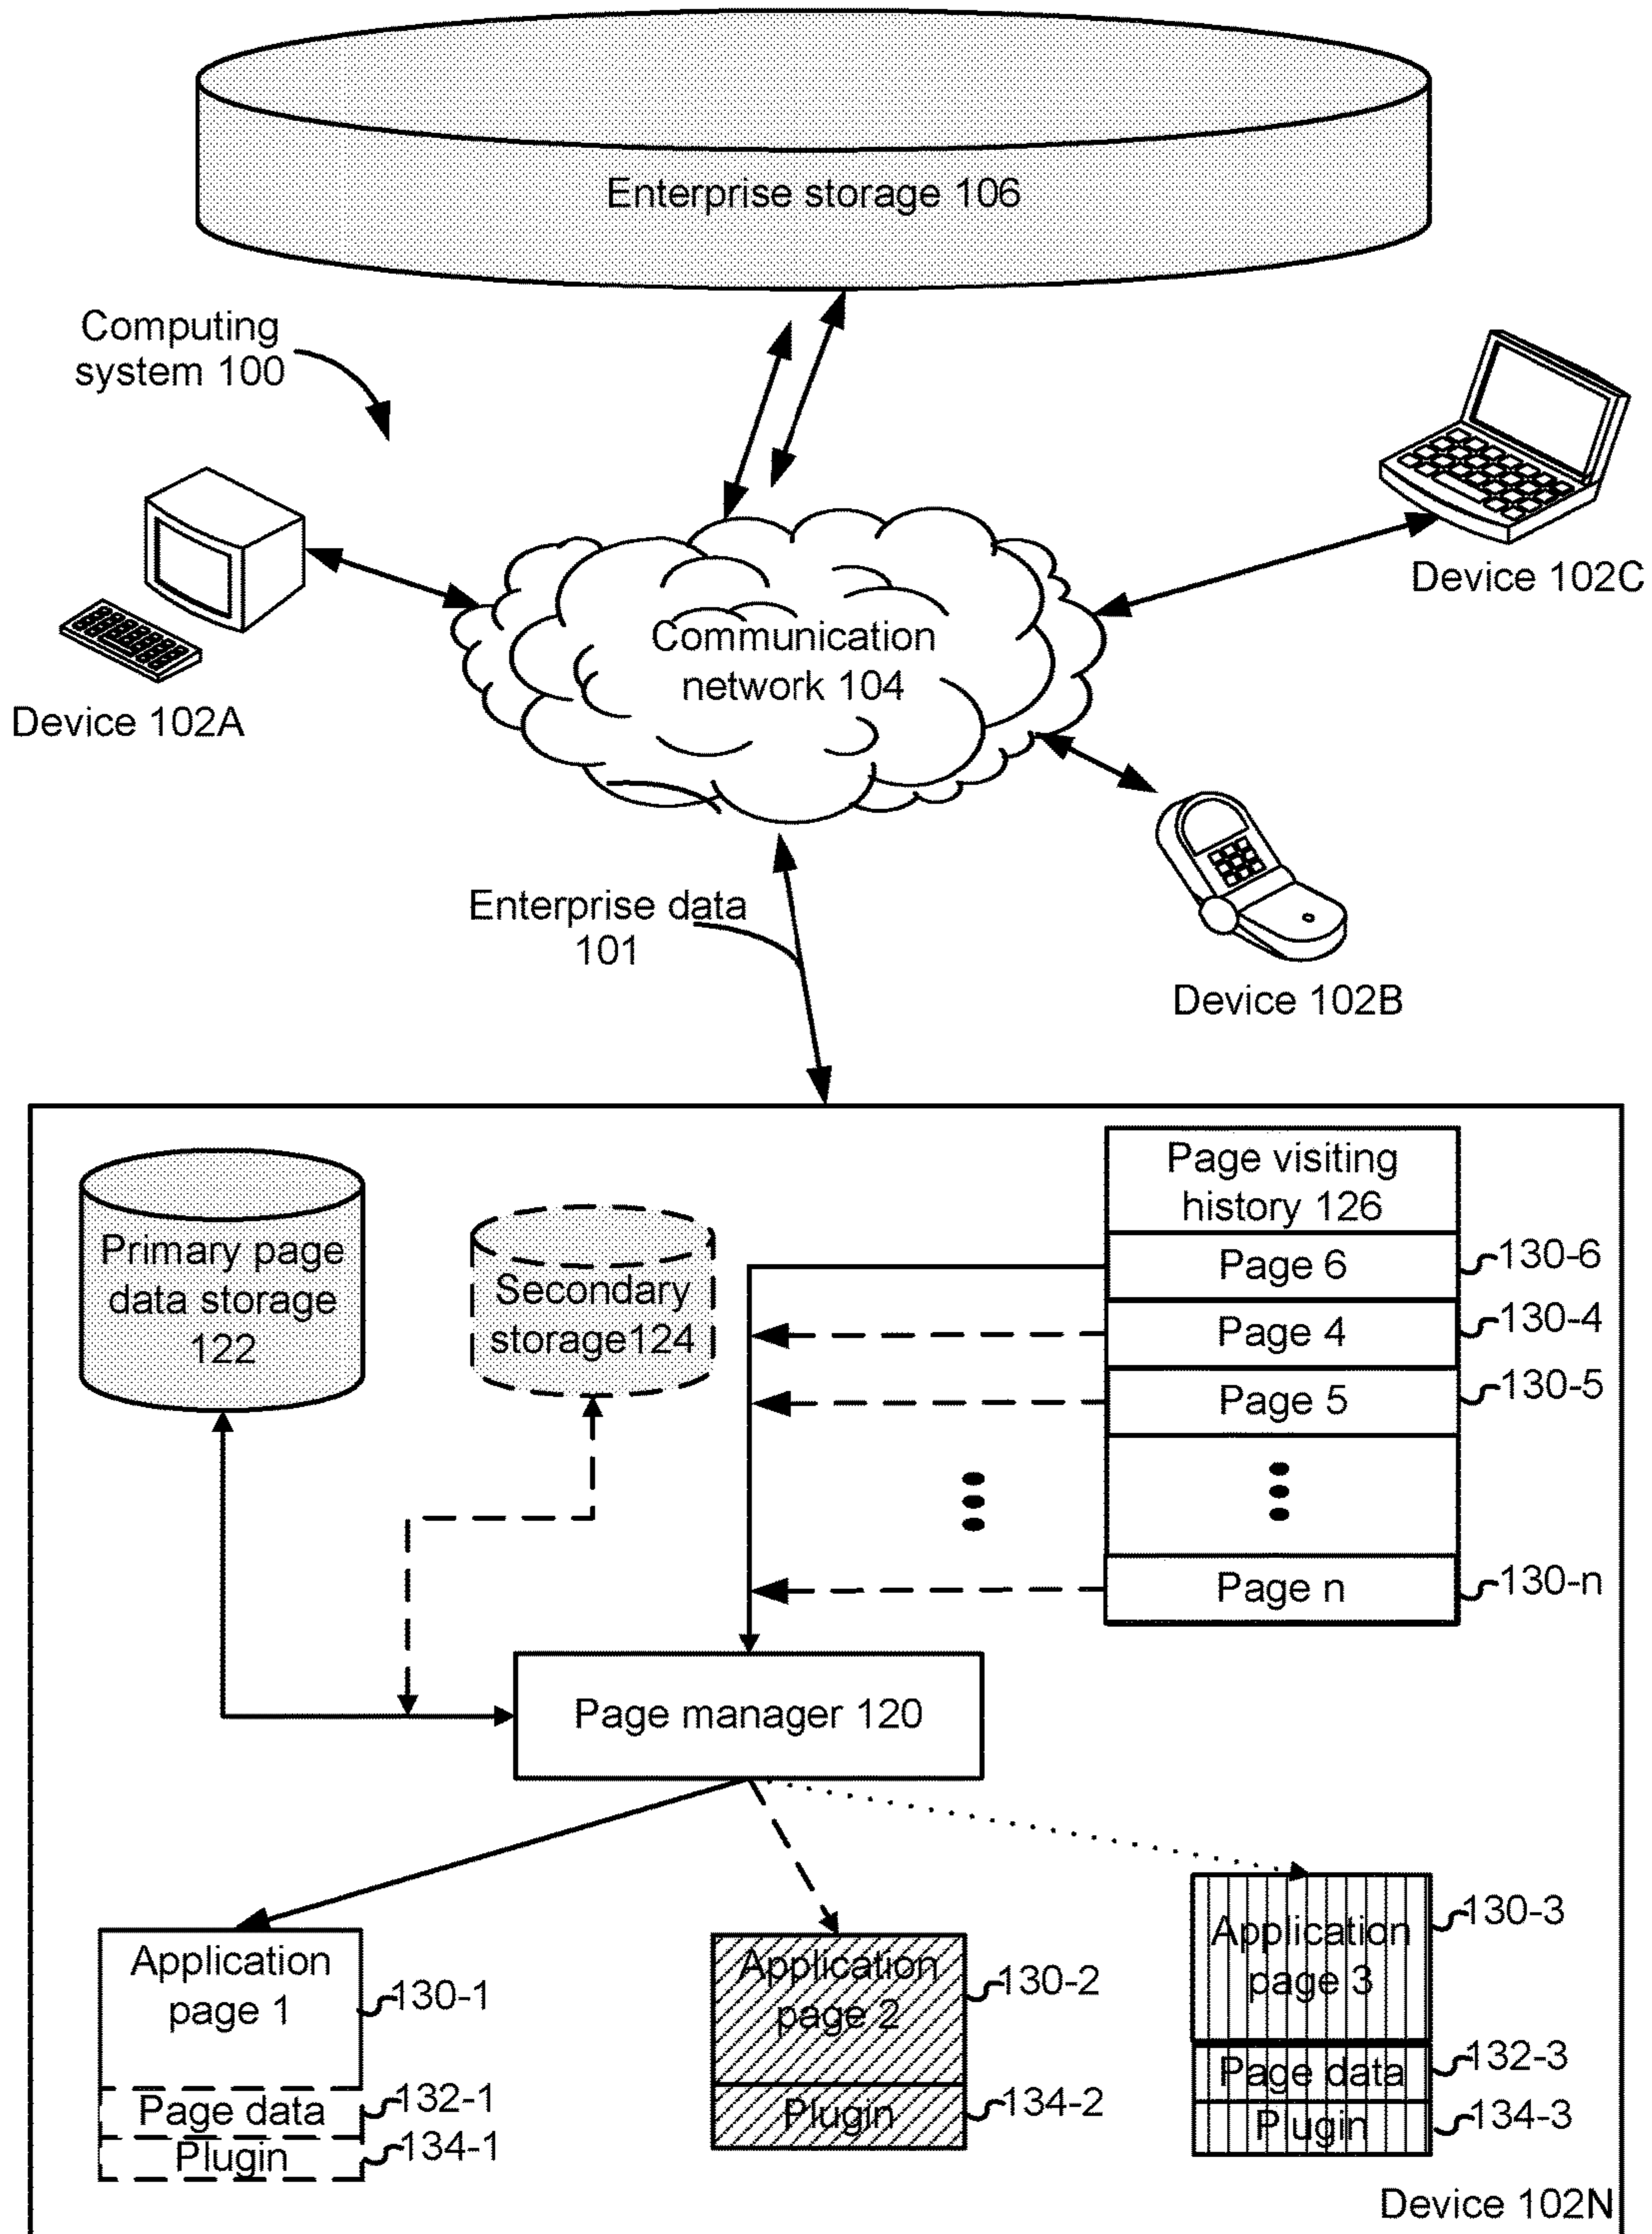 Enterprise storage 106
Computing
system 100
Device 102C
Communication
network 104
Device 102A
Enterprise data
101
Device 102B
Page visiting
history 126
Primary page
data storage
122
Secondary
storage124
Page 6
130-6
Page 4
130-4
Page 5
130-5
Page n
130-n
Page manager 120
Application
page 1
130-1
Page data
132-1
Plugin
134-1
Application
page 2
130-2
Plugin
134-2
Application
page 3
130-3
Page data
132-3
Plugin
134-3
Device 102N